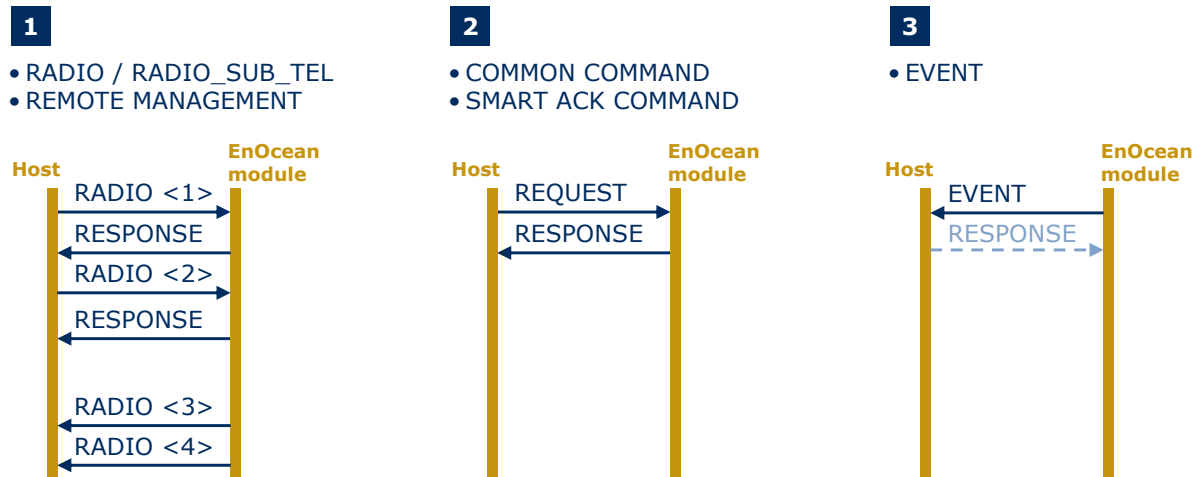 1
• RADIO / RADIO_SUB_TEL
• REMOTE MANAGEMENT
Host
EnOcean
module
RADIO <1>
RESPONSE
RADIO <2>
RESPONSE
RADIO <3>
RADIO <4>
2
• COMMON COMMAND
• SMART ACK COMMAND
Host
EnOcean
module
REQUEST
RESPONSE
3
• EVENT
Host
EnOcean
module
EVENT
RESPONSE